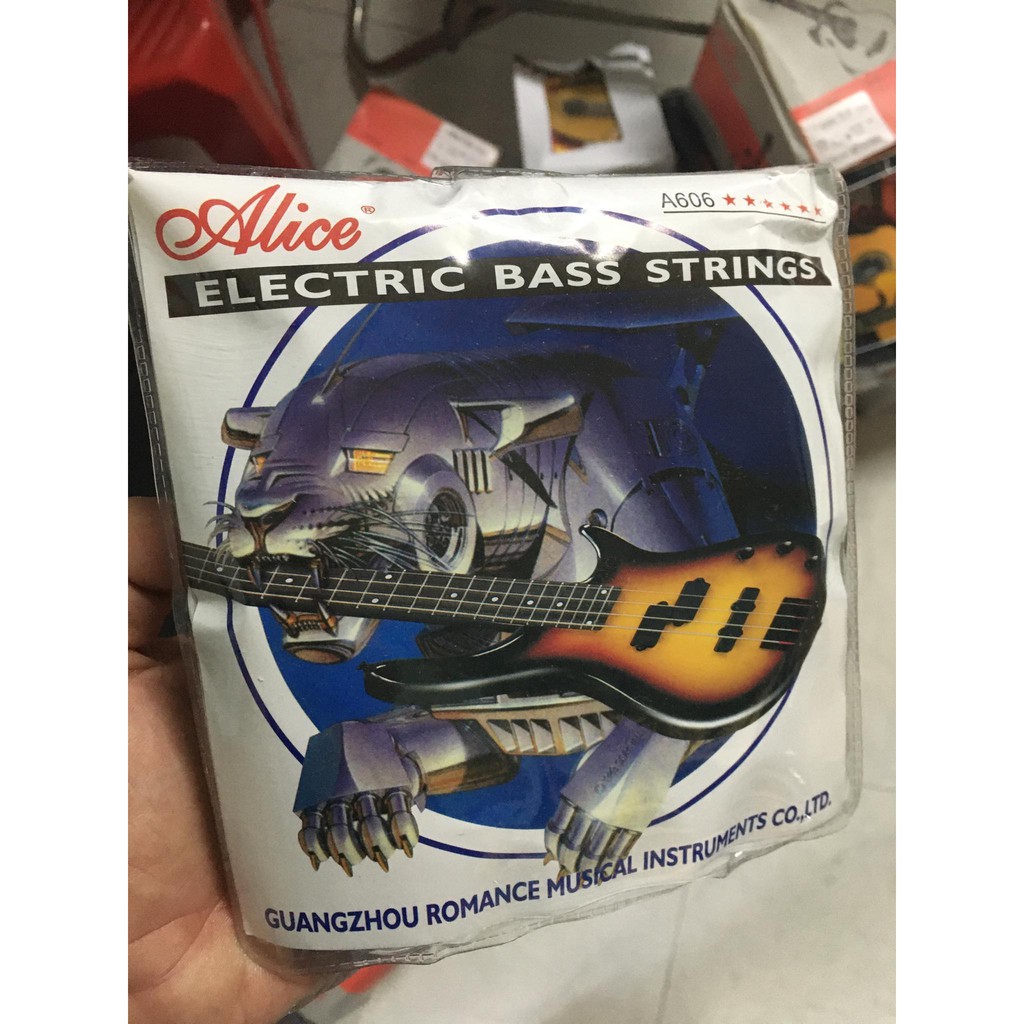 Alice®
A606
ELECTRIC BASS STRINGS
GUANGZHOU ROMANCE MUSICAL INSTRUMENTS CO.,LTD.